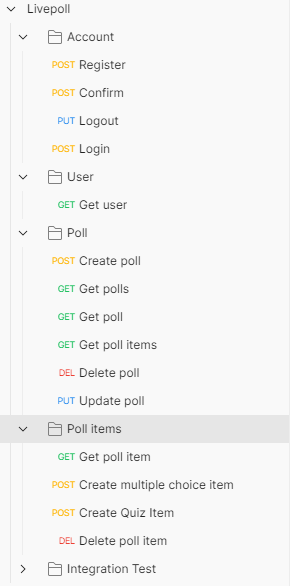 Livepoll
Account
POST Register
POST Confirm
PUT Logout
POST Login
User
GET Get user
Poll
POST Create poll
GET Get polls
GET Get poll
GET Get poll items
DEL Delete poll
PUT Update poll
Poll items
GET Get poll item
POST Create multiple choice item
POST Create Quiz Item
DEL Delete poll item
Integration Test